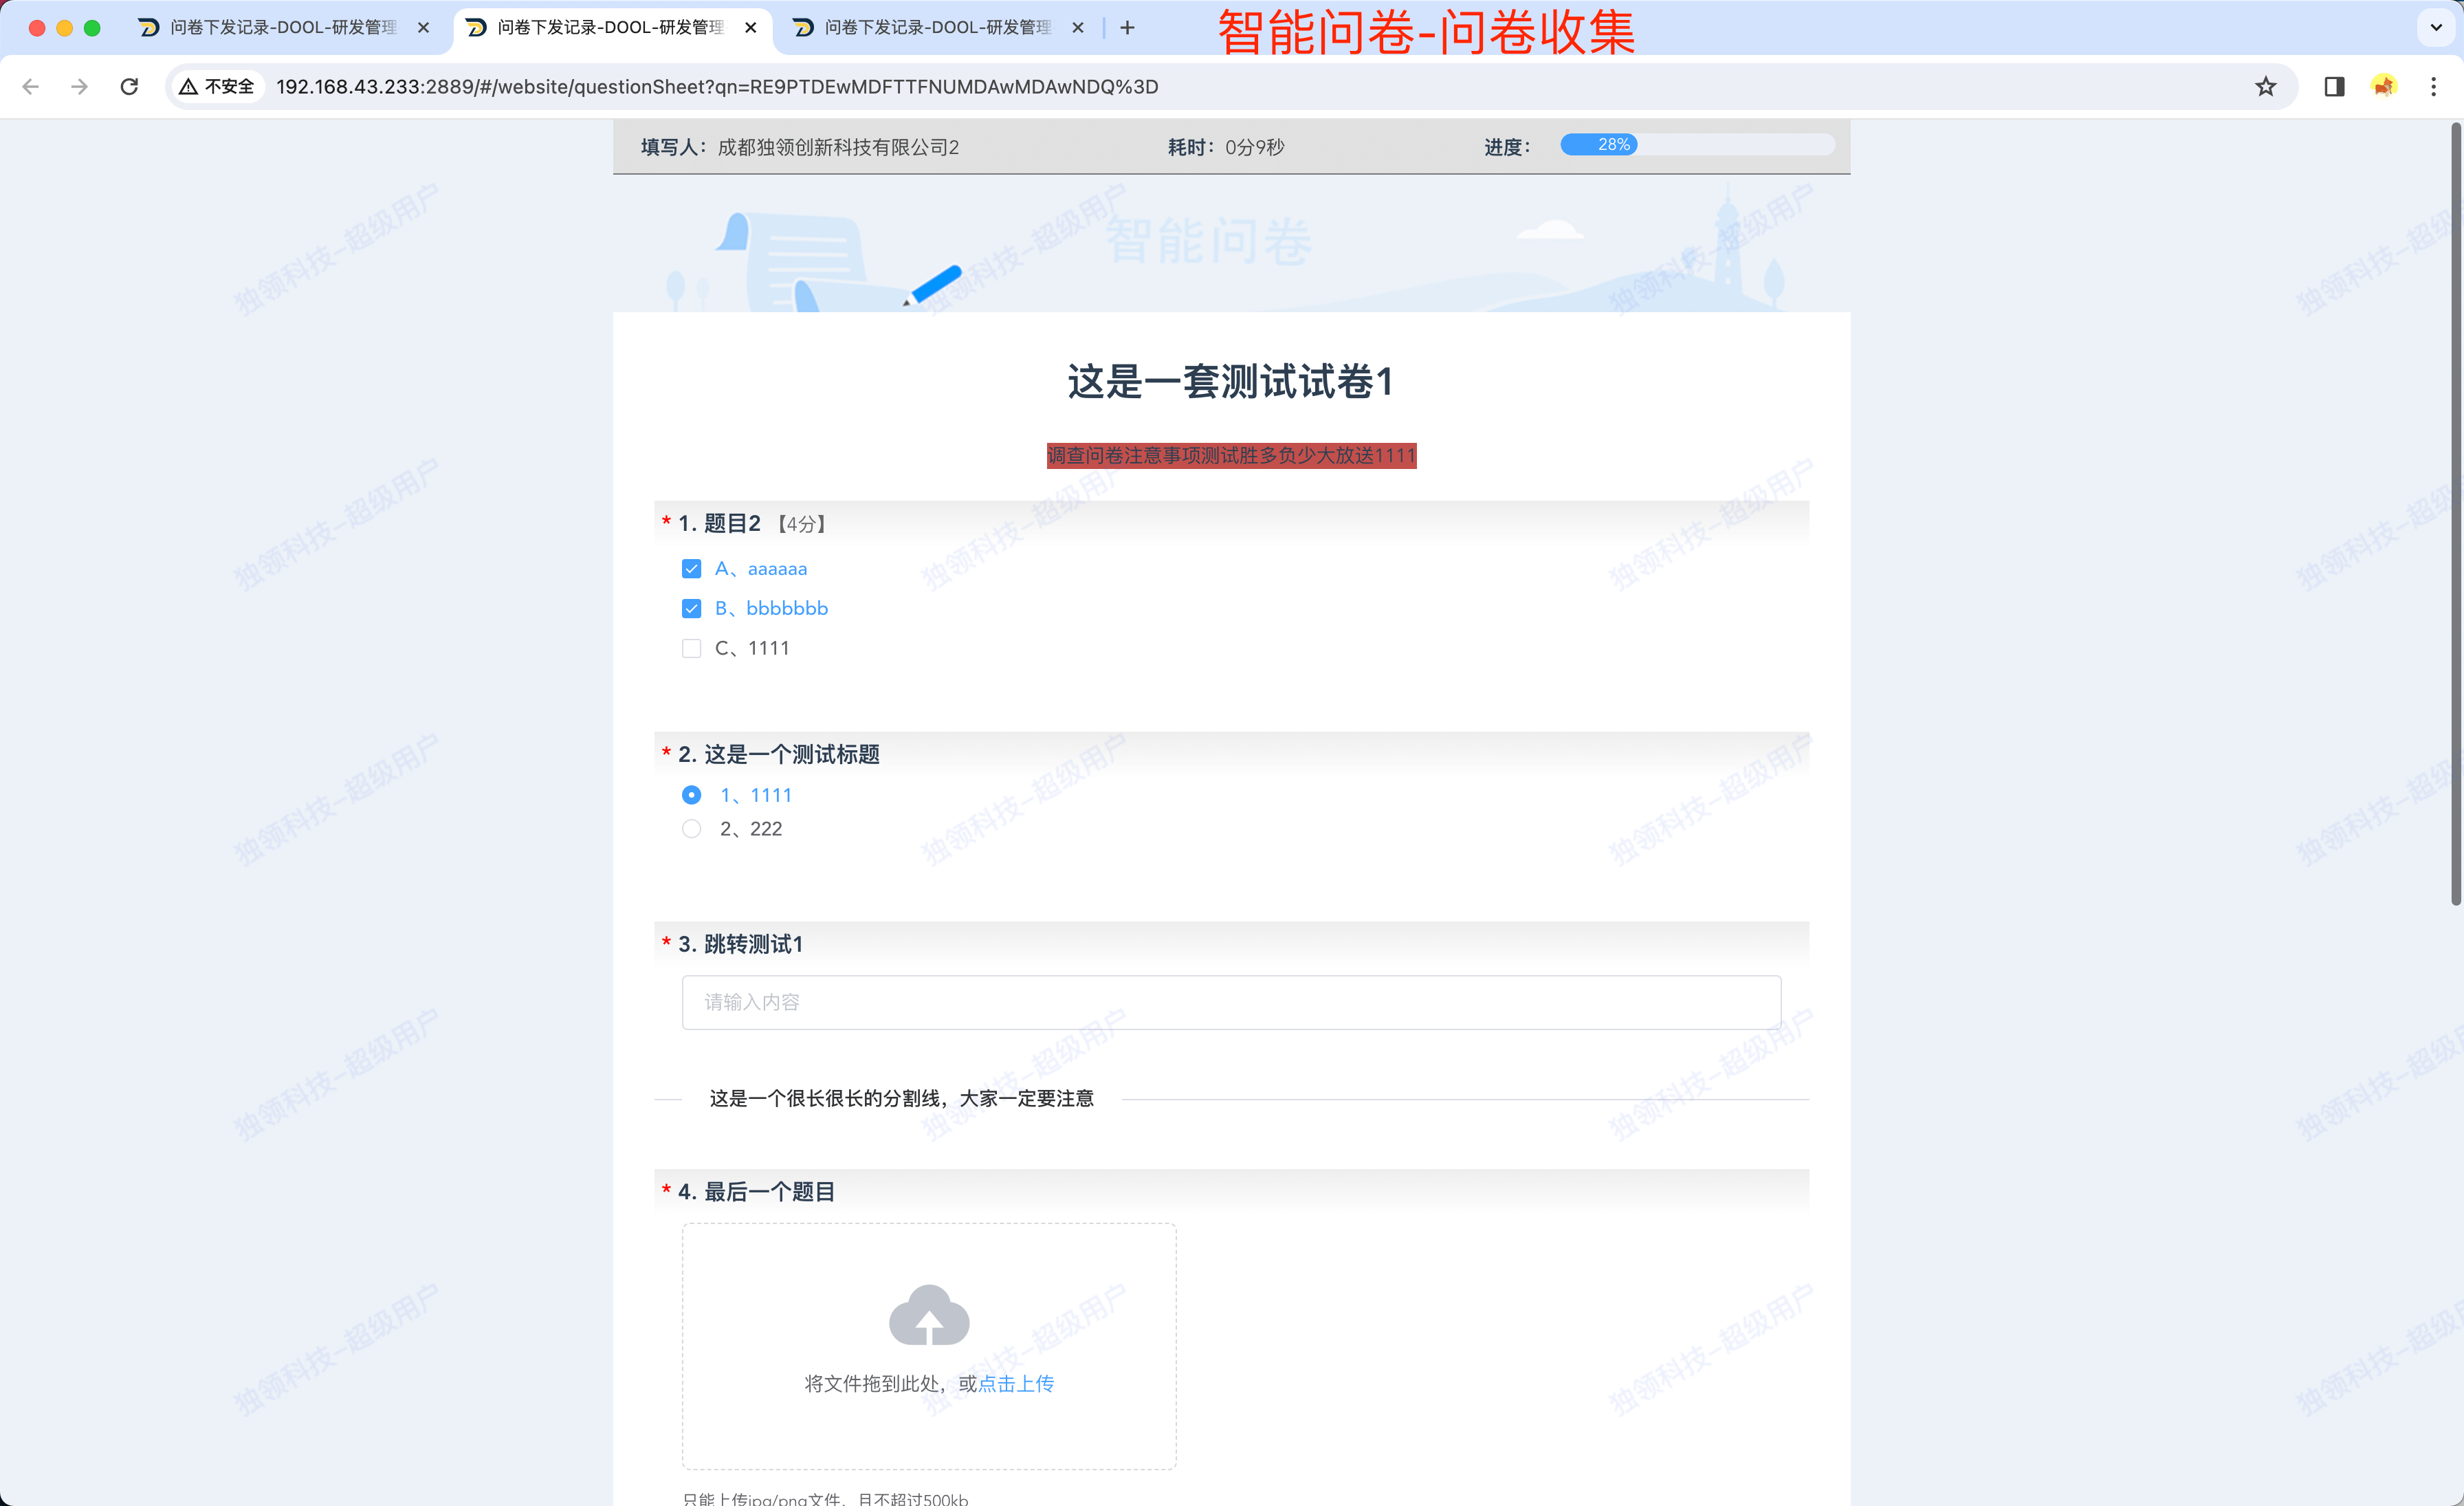 问卷下发记录-DOOL-研发管理
问卷下发记录-DOOL-研发管理
问卷下发记录-DOOL-研发管理
智能问卷-问卷收集
不安全
192.168.43.233:2889/#/website/questionSheet?qn=RE9PTDEwMDFTTFNUMDAwMDAwNDQ%3D
填写人：成都独领创新科技有限公司2
耗时：0分9秒
进度：
28%
智能问卷
这是一套测试试卷1
调查问卷注意事项测试胜多负少大放送1111
* 1. 题目2 【4分】
A、aaaaaa
B、bbbbbbb
C、1111
* 2. 这是一个测试标题
1、1111
2、222
* 3. 跳转测试1
请输入内容
这是一个很长很长的分割线，大家一定要注意
* 4. 最后一个题目
将文件拖到此处，或点击上传
只能上传jpg/png文件，且不超过500kb
独领科技-超级用户